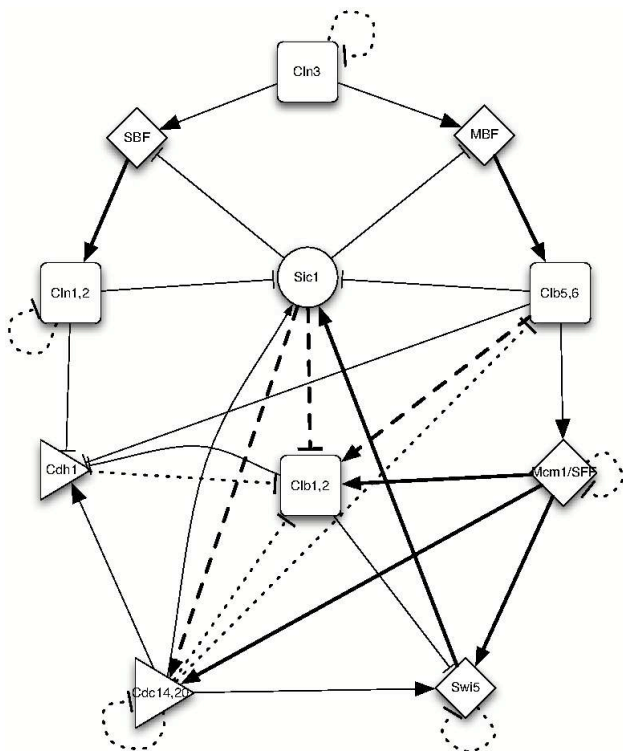 Cln3
SBF
MBF
Sic1
Cln1,2
Clb5,6
Cdh1
Clb1,2
Mcm1/SFF
Cdc14,20
Swi5